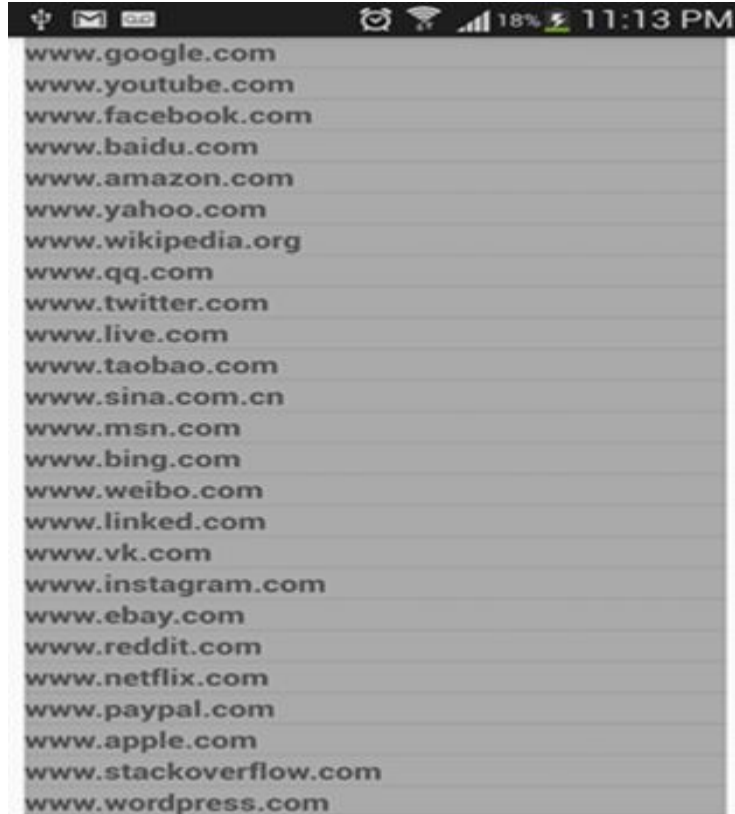 18% 11:13 PM
www.google.com
www.youtube.com
www.facebook.com
www.baidu.com
www.amazon.com
www.yahoo.com
www.wikipedia.org
www.qq.com
www.twitter.com
www.live.com
www.taobao.com
www.sina.com.cn
www.msn.com
www.bing.com
www.weibo.com
www.linked.com
www.vk.com
www.instagram.com
www.ebay.com
www.reddit.com
www.netflix.com
www.paypal.com
www.apple.com
www.stackoverflow.com
www.wordpress.com